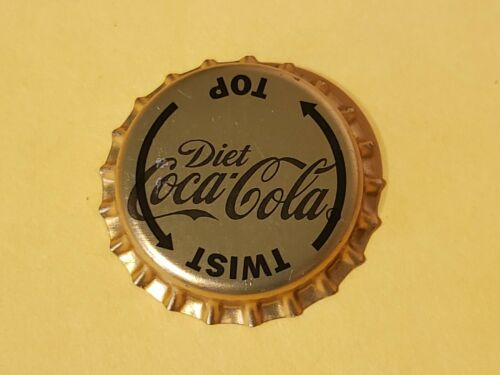 TOP
Diet
Coca-Cola
TWIST